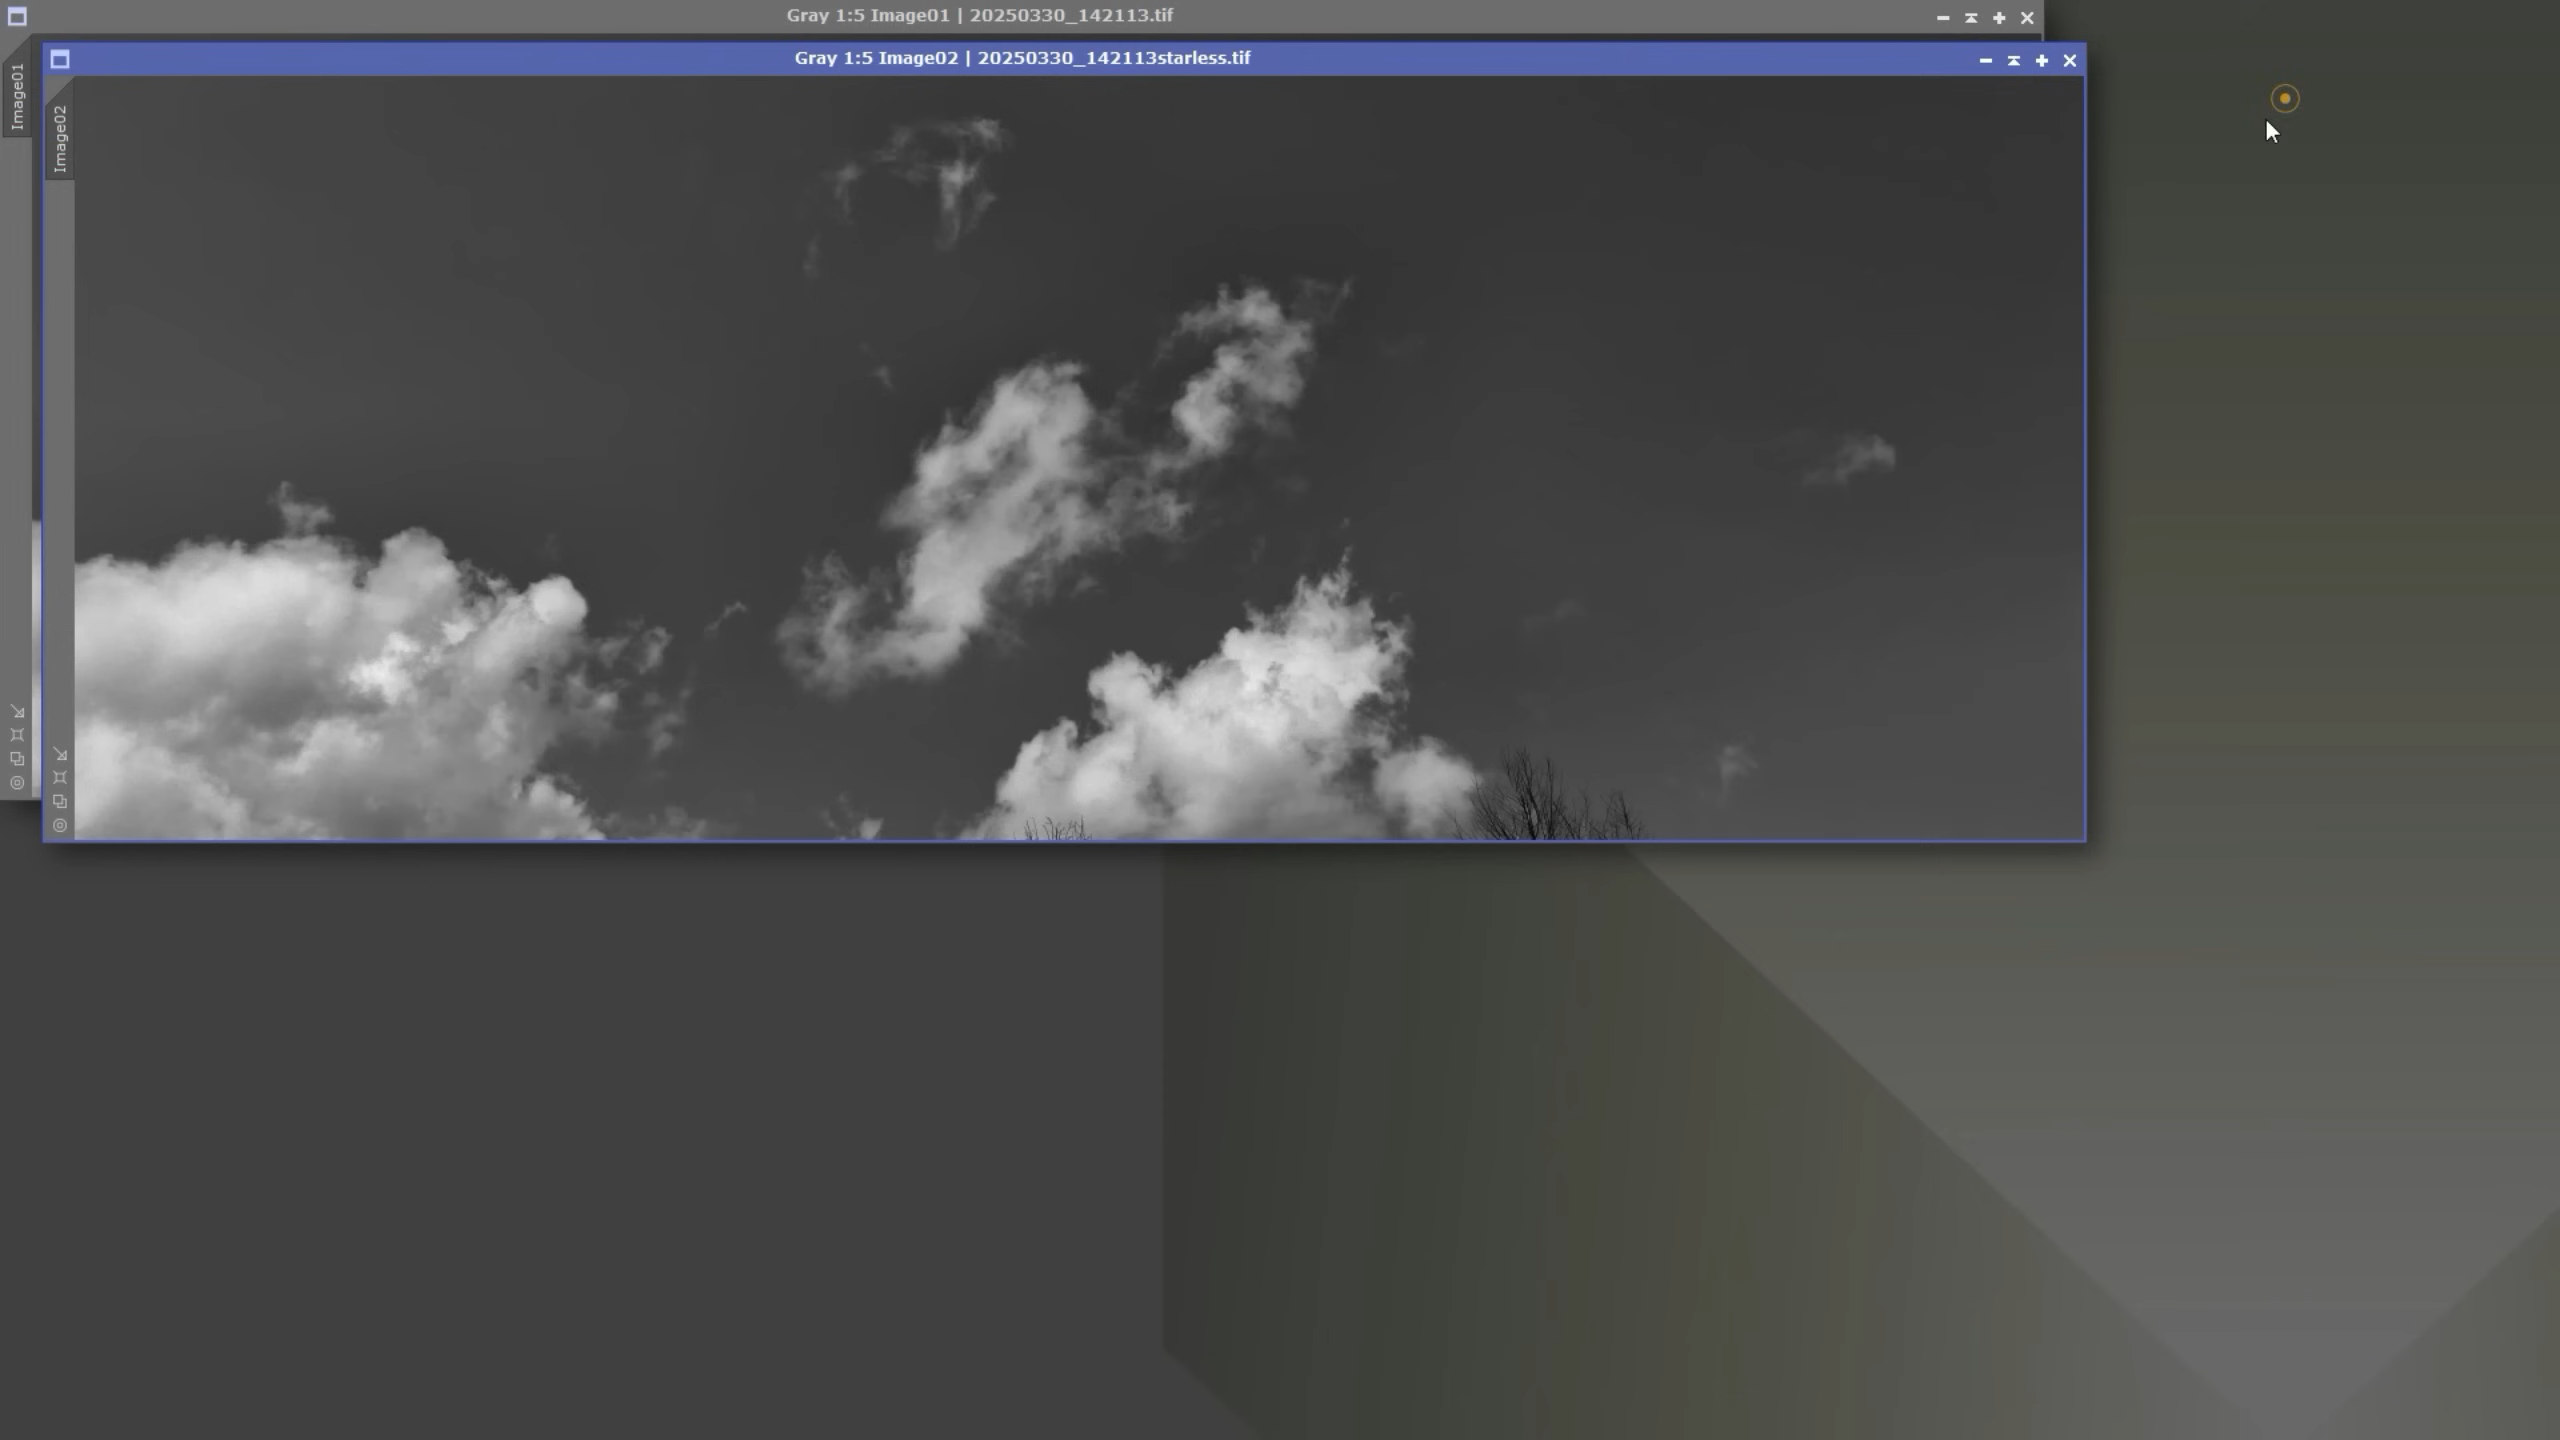 Gray 1:5 Image01 | 20250330_142113.tif
Image01
Gray 1:5 Image02 | 20250330_142113starless.tif
Image02